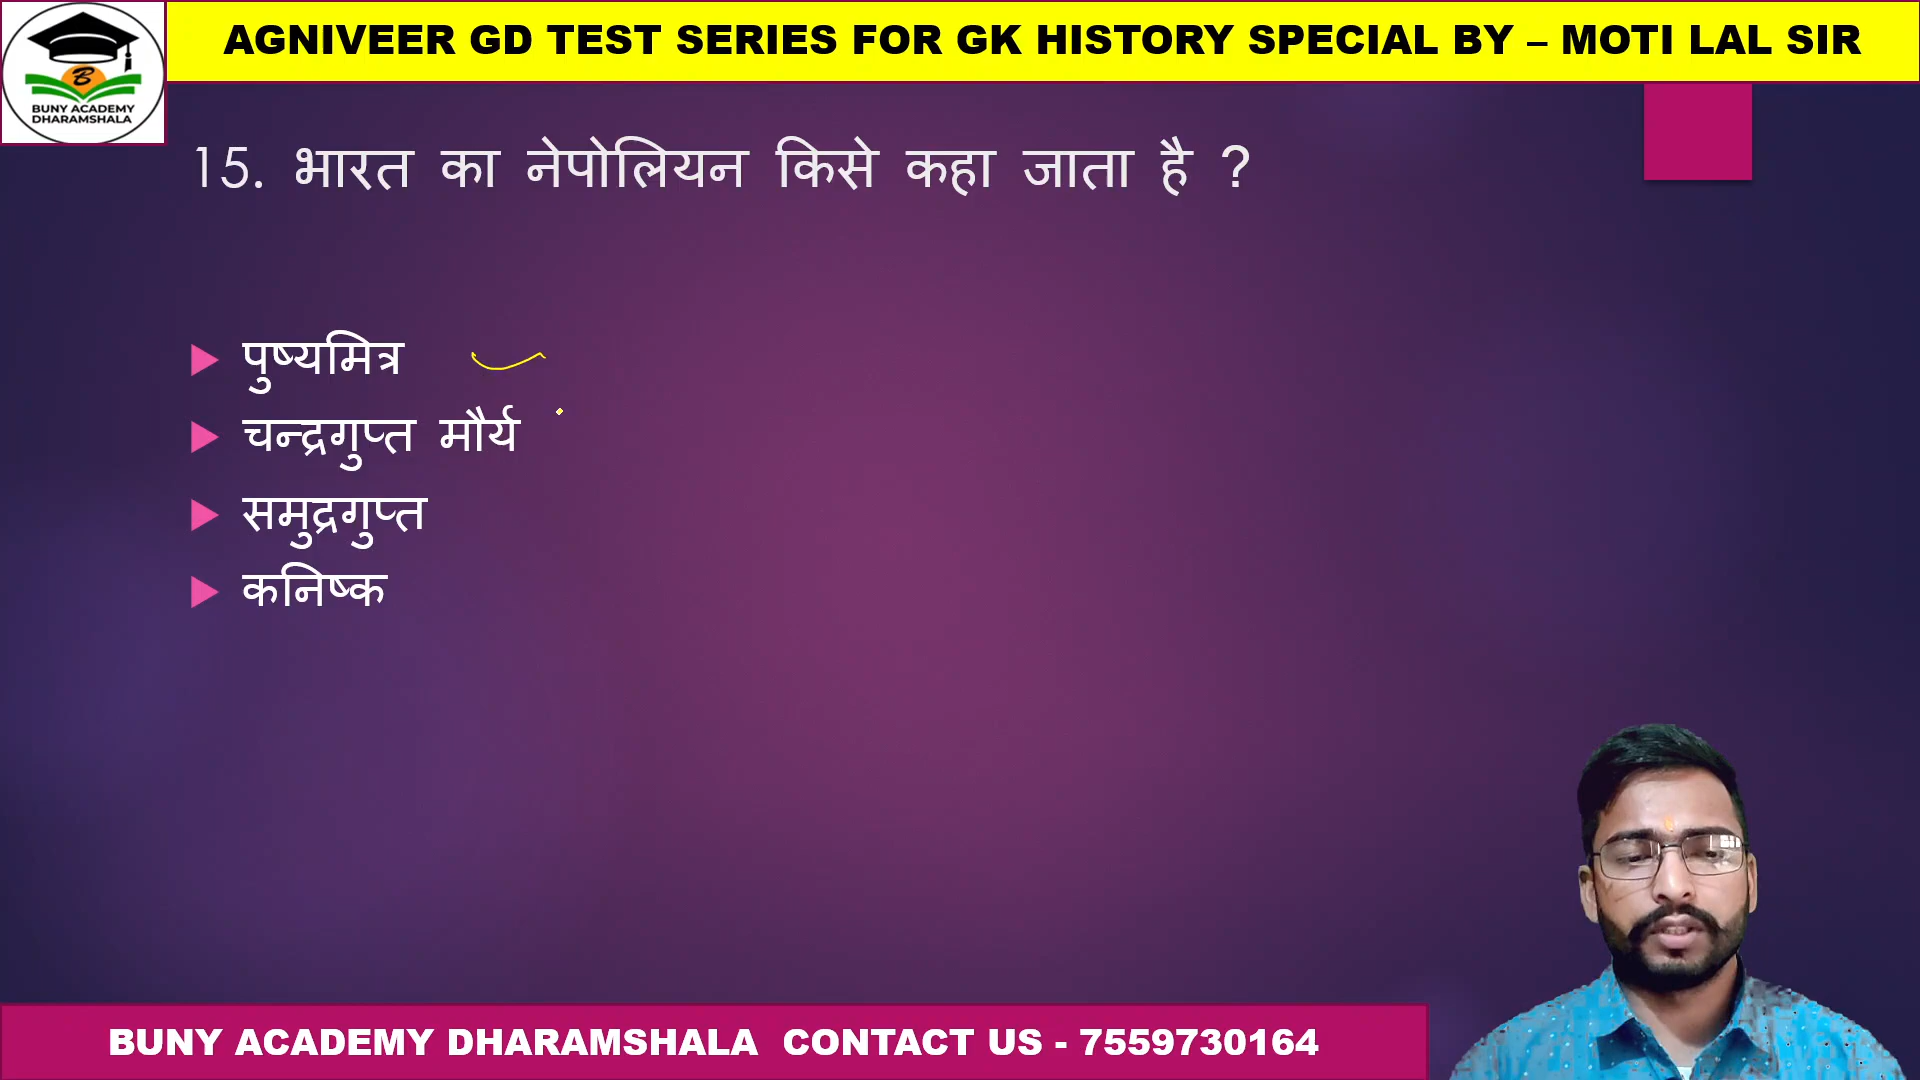 AGNIVEER GD TEST SERIES FOR GK HISTORY SPECIAL BY – MOTI LAL SIR
B
BUNY ACADEMY
DHARAMSHALA
15. भारत का नेपोलियन किसे कहा जाता है ?
पुष्यमित्र
चन्द्रगुप्त मौर्य
समुद्रगुप्त
कनिष्क
BUNY ACADEMY DHARAMSHALA CONTACT US - 7559730164